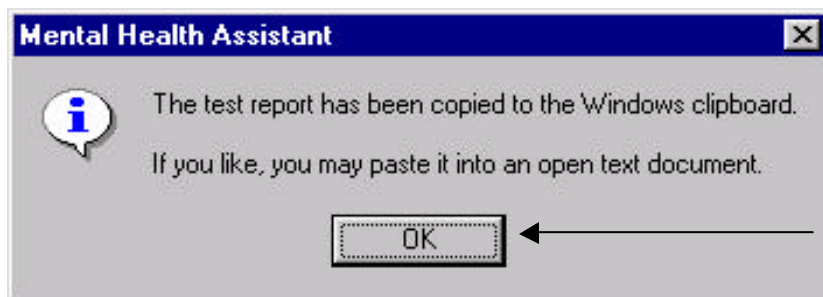 Mental Health Assistant
The test report has been copied to the Windows clipboard.
If you like, you may paste it into an open text document.
OK